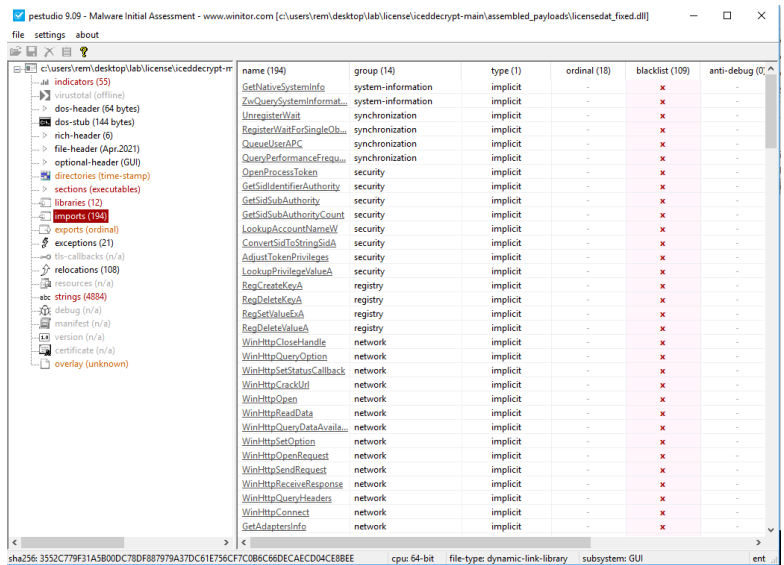 pestudio 9.09 - Malware Initial Assessment - www.winitor.com [c:\users\rem\desktop\lab\license\iceddecrypt-main\assembled_payloads\licensedat_fixed.dll]
file settings about
c:\users\rem\desktop\lab\license\iceddecrypt-m
indicators (55)
virustotal (offline)
dos-header (64 bytes)
dos-stub (144 bytes)
rich-header (6)
file-header (Apr.2021)
optional-header (GUI)
directories (time-stamp)
sections (executables)
libraries (12)
imports (194)
exports (ordinal)
exceptions (21)
tls-callbacks (n/a)
relocations (108)
resources (n/a)
abc strings (4884)
debug (n/a)
manifest (n/a)
1.0 version (n/a)
certificate (n/a)
overlay (unknown)
name (194) group (14) type (1) ordinal (18) blacklist (109) anti-debug (0)
GetNativeSystemInfo system-information implicit - x -
ZwQuerySystemInformat... system-information implicit - x -
UnregisterWait synchronization implicit - x -
RegisterWaitForSingleOb... synchronization implicit - x -
QueueUserAPC synchronization implicit - x -
QueryPerformanceFrequ... synchronization implicit - x -
OpenProcessToken security implicit - x -
GetSidIdentifierAuthority security implicit - x -
GetSidSubAuthority security implicit - x -
GetSidSubAuthorityCount security implicit - x -
LookupAccountNameW security implicit - x -
ConvertSidToStringSidA security implicit - x -
AdjustTokenPrivileges security implicit - x -
LookupPrivilegeValueA security implicit - x -
RegCreateKeyA registry implicit - x -
RegDeleteKeyA registry implicit - x -
RegSetValueExA registry implicit - x -
RegDeleteValueA registry implicit - x -
WinHttpCloseHandle network implicit - x -
WinHttpQueryOption network implicit - x -
WinHttpSetStatusCallback network implicit - x -
WinHttpCrackUrl network implicit - x -
WinHttpOpen network implicit - x -
WinHttpReadData network implicit - x -
WinHttpQueryDataAvaila... network implicit - x -
WinHttpSetOption network implicit - x -
WinHttpOpenRequest network implicit - x -
WinHttpSendRequest network implicit - x -
WinHttpReceiveResponse network implicit - x -
WinHttpQueryHeaders network implicit - x -
WinHttpConnect network implicit - x -
GetAdaptersInfo network implicit - x -
sha256: 3552C779F31A5B00DC78DF887979A37DC61E756CF7C0B6C66DECAECD04CE8BEE cpu: 64-bit file-type: dynamic-link-library subsystem: GUI ent